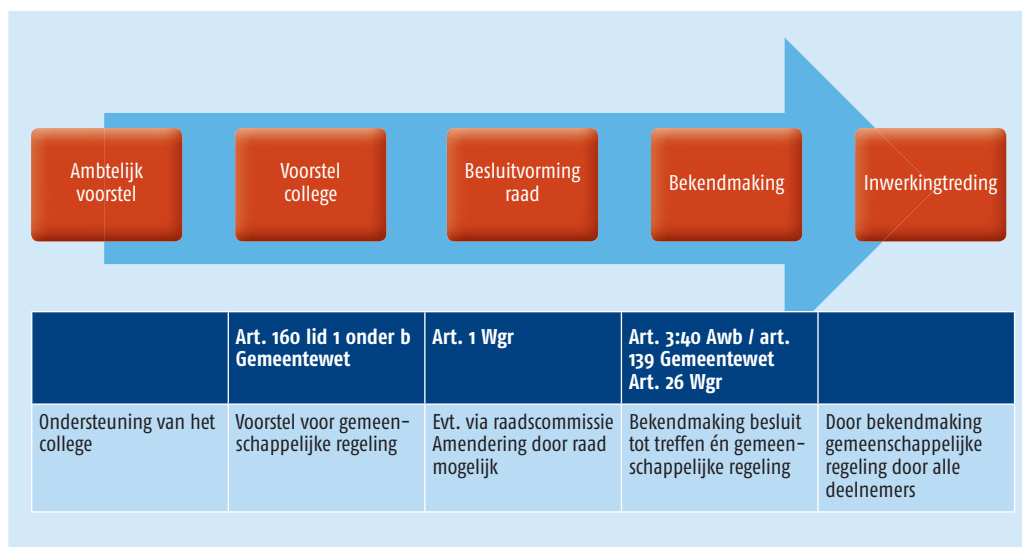 Ambtelijk
voorstel
Voorstel
college
Besluitvorming
raad
Bekendmaking
Inwerkingtreding
Art. 160 lid 1 onder b
Gemeentewet
Art. 1 Wgr
Art. 3:40 Awb / art.
139 Gemeentewet
Art. 26 Wgr
Ondersteuning van het
college
Voorstel voor gemeen-
schappelijke regeling
Evt. via raadscommissie
Amendering door raad
mogelijk
Bekendmaking besluit
tot treffen én gemeen-
schappelijke regeling
Door bekendmaking
gemeenschappelijke
regeling door alle
deelnemers